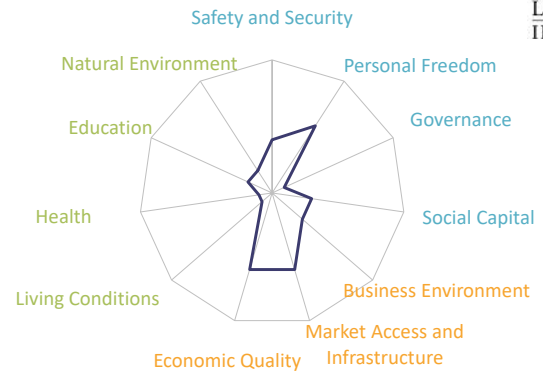 Safety and Security
Natural Environment
Personal Freedom
Education
Governance
Health
Social Capital
Living Conditions
Business Environment
Market Access and
Infrastructure
Economic Quality